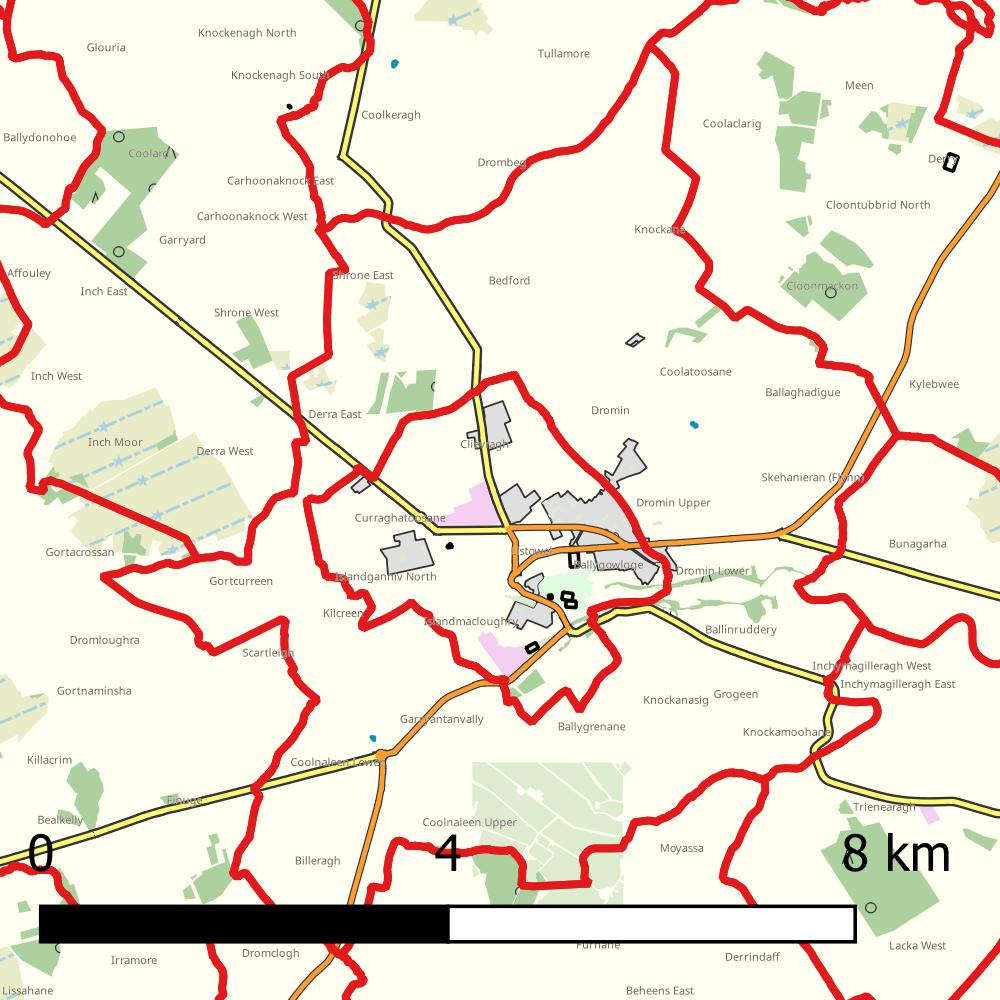 Knockenagh North
Glouria
Tullamore
Knockenagh South
Meen
Coolkeragh
Coolaclarig
Ballydonohoe
Coolard
Drombeg
Derry
Carhoonaknock East
Cloontubbrid North
Carhoonaknock West
Knockane
Garryard
Affouley
Shrone East
Bedford
Inch East
Cloonmackon
Shrone West
Coolatoosane
Inch West
Kylebwee
Ballaghadigue
Derra East
Dromin
Inch Moor
Clieveragh
Derra West
Skehanieran (Flynn)
Dromin Upper
Curraghatoosane
Bunagarha
Gortacrossan
Listowel
Ballygowloge
Dromin Lower
Islandganniv North
Gortcurreen
Kilcreen
Islandmacloughry
Ballinruddery
Dromloughra
Scartleigh
Inchymagilleragh West
Inchymagilleragh East
Gortnaminsha
Knockanasig
Grogeen
Garryantanvally
Ballygrenane
Knockamoohane
Killacrim
Coolnaleen Lower
Finuge
Trienearagh
Bealkelly
Coolnaleen Upper
Moyassa
Billeragh
0 4 8 km
Furhane
Lacka West
Dromclogh
Derrindaff
Irramore
Lissahane
Beheens East